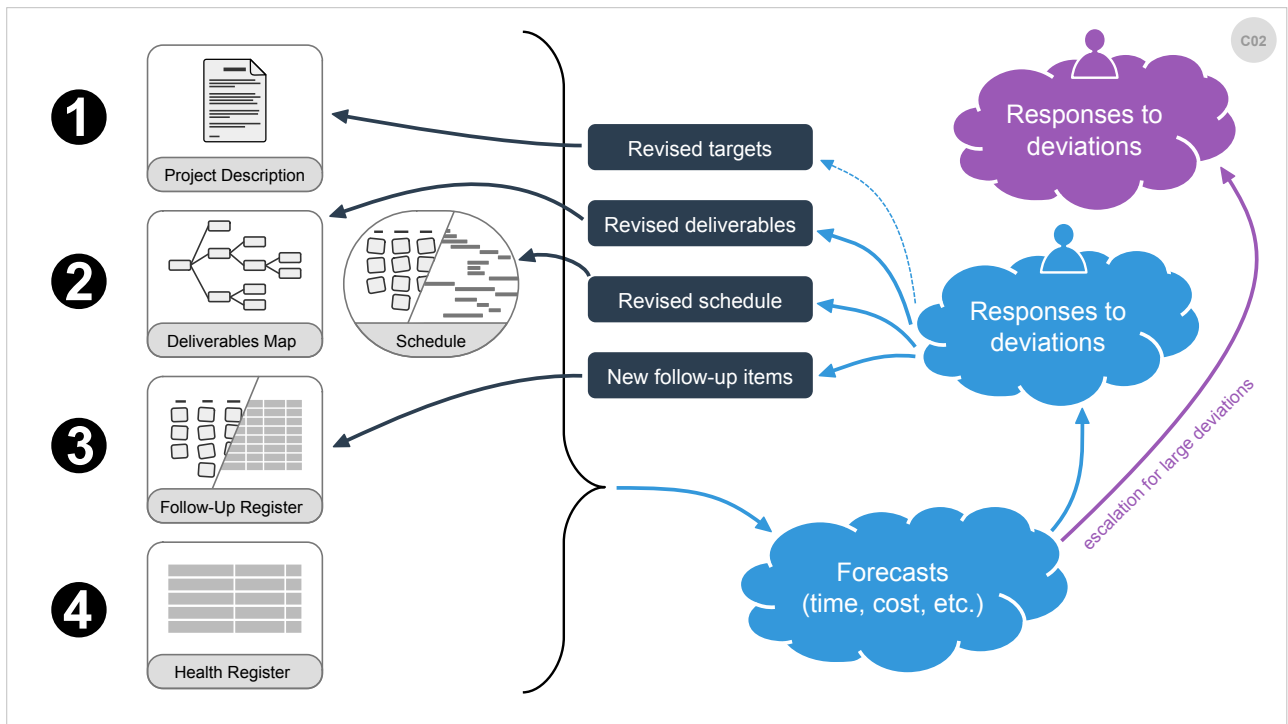 C02
1
Project Description
2
Deliverables Map
Schedule
3
Follow-Up Register
4
Health Register
Revised targets
Revised deliverables
Revised schedule
New follow-up items
Responses to
deviations
Responses to
deviations
escalation for large deviations
Forecasts
(time, cost, etc.)